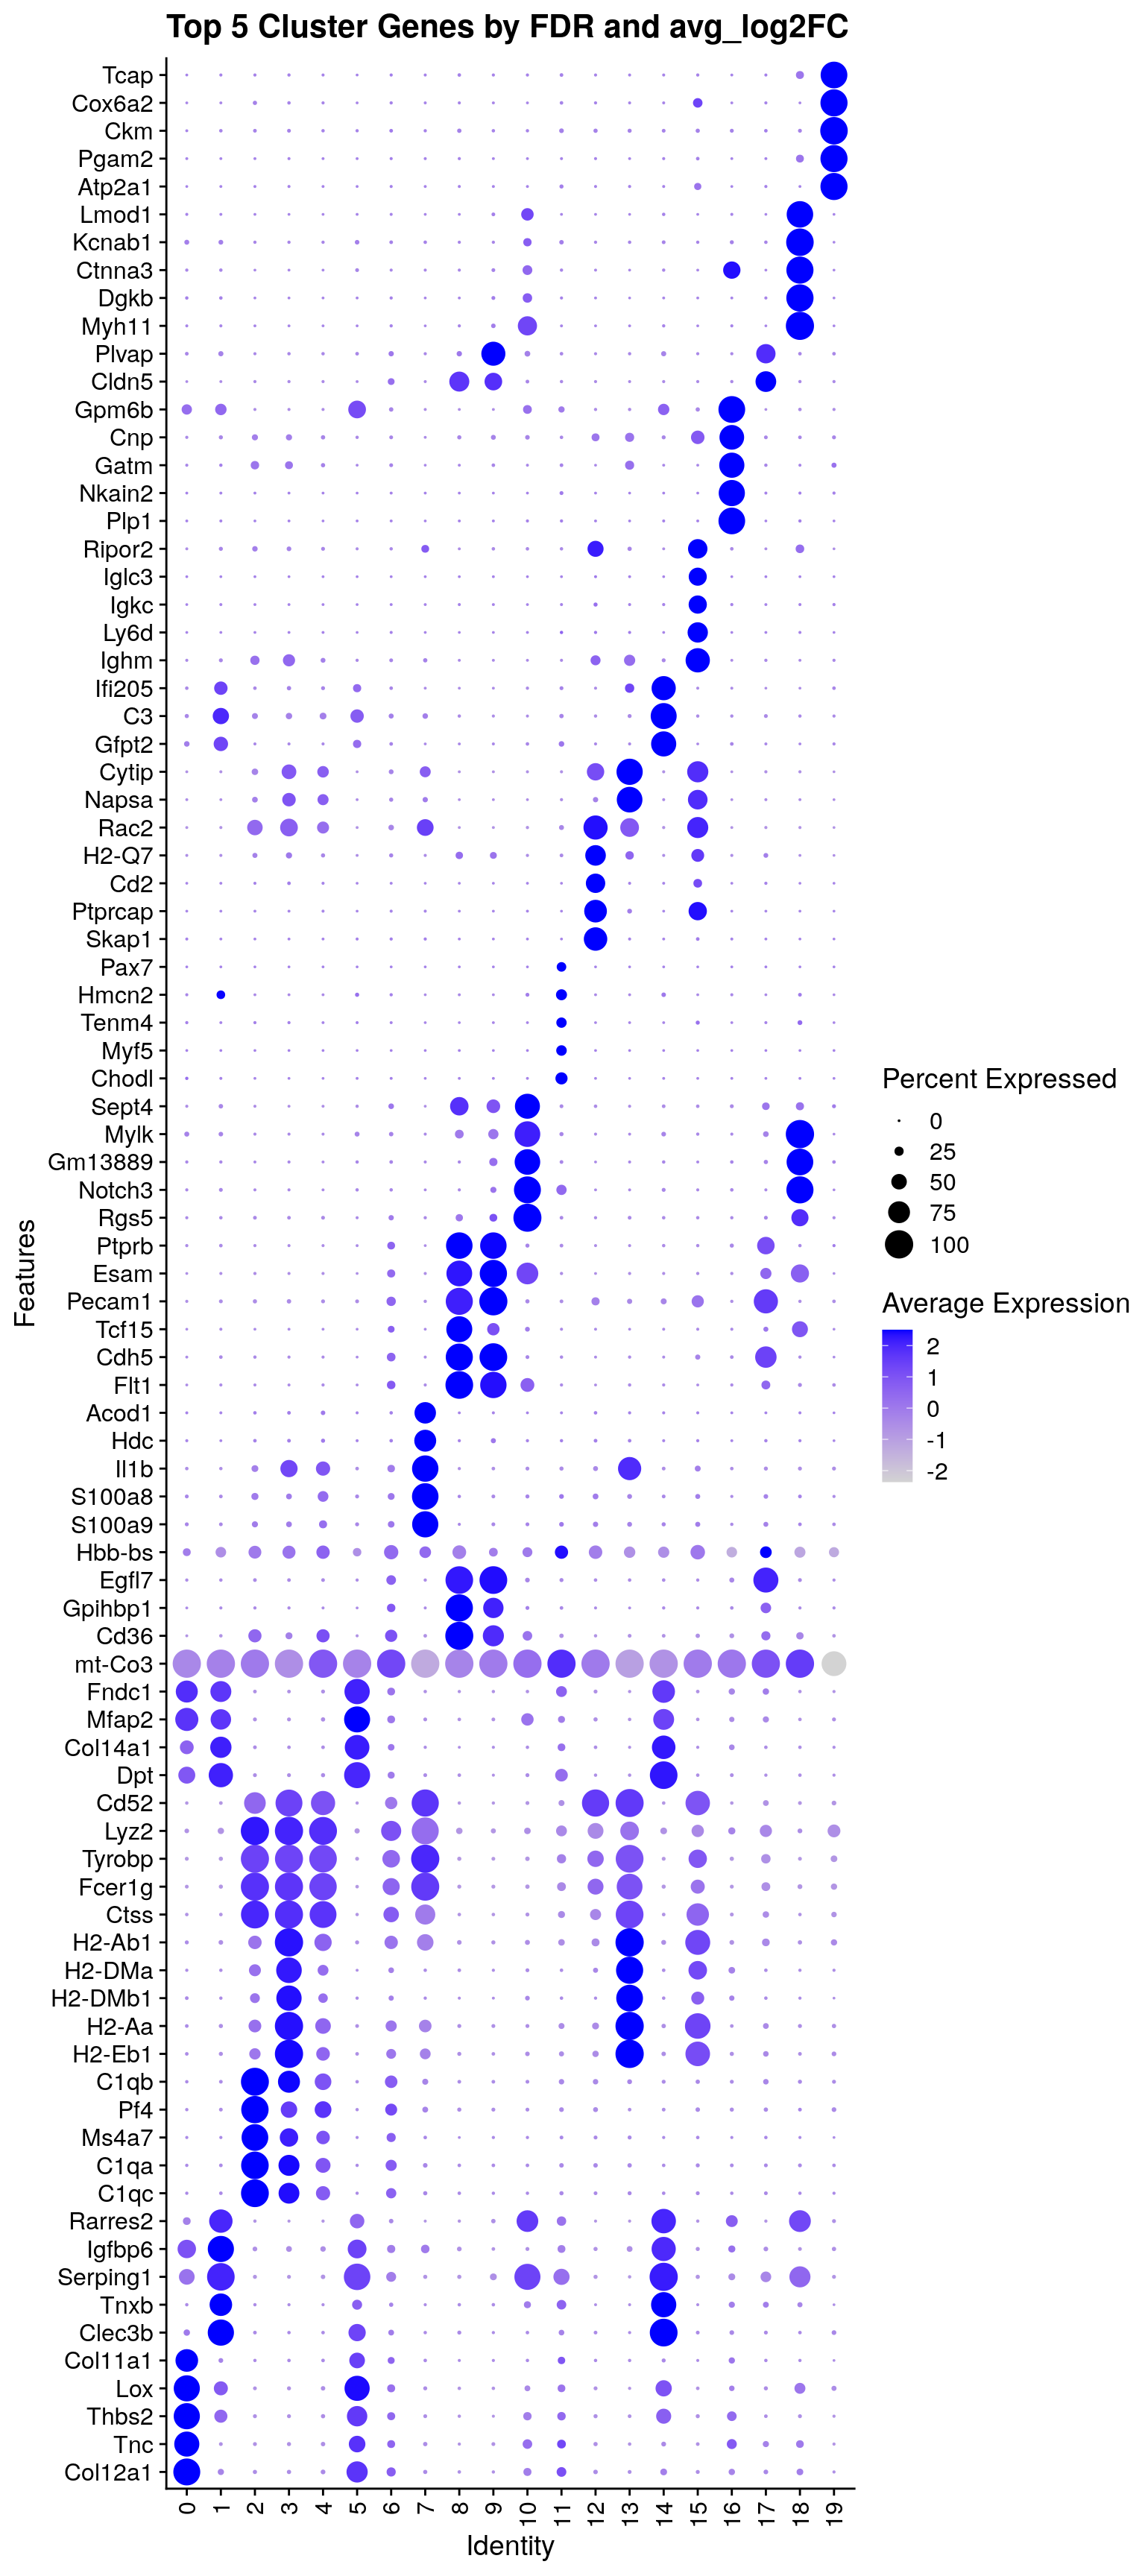 Top 5 Cluster Genes by FDR and avg_log2FC
Tcap
Cox6a2
Ckm
Pgam2
Atp2a1
Lmod1
Kcnab1
Ctnna3
Dgkb
Myh11
Plvap
Cldn5
Gpm6b
Cnp
Gatm
Nkain2
Plp1
Ripor2
Iglc3
Igkc
Ly6d
Ighm
Ifi205
C3
Gfpt2
Cytip
Napsa
Rac2
H2-Q7
Cd2
Ptprcap
Skap1
Pax7
Hmcn2
Tenm4
Myf5
Chodl
Sept4
Mylk
Gm13889
Notch3
Rgs5
Ptprb
Esam
Pecam1
Tcf15
Cdh5
Flt1
Acod1
Hdc
Il1b
S100a8
S100a9
Hbb-bs
Egfl7
Gpihbp1
Cd36
mt-Co3
Fndc1
Mfap2
Col14a1
Dpt
Cd52
Lyz2
Tyrobp
Fcer1g
Ctss
H2-Ab1
H2-DMa
H2-DMb1
H2-Aa
H2-Eb1
C1qb
Pf4
Ms4a7
C1qa
C1qc
Rarres2
Igfbp6
Serping1
Tnxb
Clec3b
Col11a1
Lox
Thbs2
Tnc
Col12a1
Features
0 1 2 3 4 5 6 7 8 9 10 11 12 13 14 15 16 17 18 19
Identity
Percent Expressed
0
25
50
75
100
Average Expression
2
1
0
-1
-2